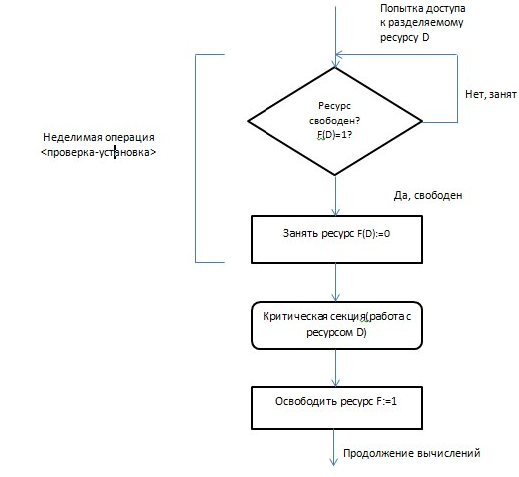 Попытка доступа
к разделяемому
ресурсу D
Ресурс
свободен?
F(D)=1?
Нет, занят
Неделимая операция
<проверка-установка>
Да, свободен
Занять ресурс F(D):=0
Критическая секция(работа с
ресурсом D)
Освободить ресурс F:=1
Продолжение вычислений